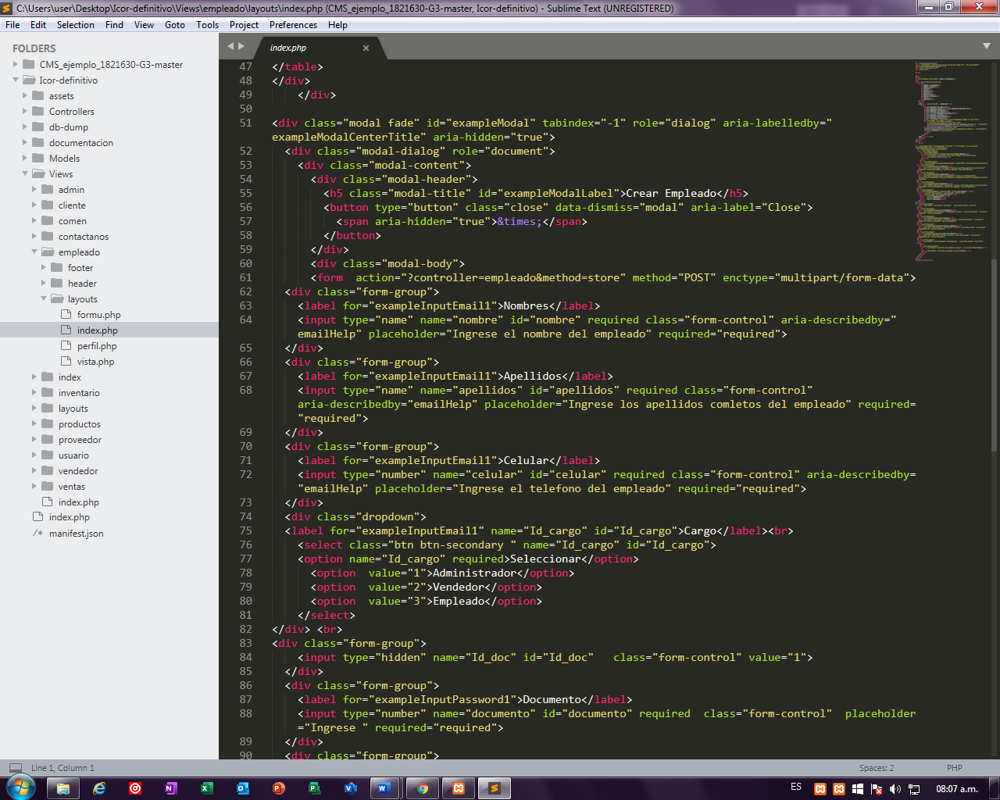 C:\Users\user\Desktop\Icor-definitivo\Views\empleado\layouts\index.php (CMS_ejemplo_1821630-G3-master, Icor-definitivo) - Sublime Text (UNREGISTERED)
File Edit Selection Find View Goto Tools Project Preferences Help
FOLDERS
CMS_ejemplo_1821630-G3-master
Icor-definitivo
assets
Controllers
db-dump
documentacion
Models
Views
admin
cliente
comen
contactanos
empleado
footer
header
layouts
formu.php
index.php
perfil.php
vista.php
index
inventario
layouts
productos
proveedor
usuario
vendedor
ventas
index.php
index.php
/* manifest.json
index.php ×
47 </table>
48 </div>
49 </div>
50
51 <div class="modal fade" id="exampleModal" tabindex="-1" role="dialog" aria-labelledby="
exampleModalCenterTitle" aria-hidden="true">
52 <div class="modal-dialog" role="document">
53 <div class="modal-content">
54 <div class="modal-header">
55 <h5 class="modal-title" id="exampleModalLabel">Crear Empleado</h5>
56 <button type="button" class="close" data-dismiss="modal" aria-label="Close">
57 <span aria-hidden="true">&times;</span>
58 </button>
59 </div>
60 <div class="modal-body">
61 <form  action="?controller=empleado&method=store" method="POST" enctype="multipart/form-data">
62 <div class="form-group">
63 <label for="exampleInputEmail1">Nombres</label>
64 <input type="name" name="nombre" id="nombre" required class="form-control" aria-describedby="
emailHelp" placeholder="Ingrese el nombre del empleado" required="required">
65 </div>
66 <div class="form-group">
67 <label for="exampleInputEmail1">Apellidos</label>
68 <input type="name" name="apellidos" id="apellidos" required class="form-control"
aria-describedby="emailHelp" placeholder="Ingrese los apellidos comletos del empleado" required=
"required">
69 </div>
70 <div class="form-group">
71 <label for="exampleInputEmail1">Celular</label>
72 <input type="number" name="celular" id="celular" required class="form-control" aria-describedby=
"emailHelp" placeholder="Ingrese el telefono del empleado" required="required">
73 </div>
74 <div class="dropdown">
75 <label for="exampleInputEmail1" name="Id_cargo" id="Id_cargo">Cargo</label><br>
76 <select class="btn btn-secondary " name="Id_cargo" id="Id_cargo">
77 <option name="Id_cargo" required>Seleccionar</option>
78 <option  value="1">Administrador</option>
79 <option  value="2">Vendedor</option>
80 <option  value="3">Empleado</option>
81 </select>
82 </div> <br>
83 <div class="form-group">
84 <input type="hidden" name="Id_doc" id="Id_doc"   class="form-control" value="1">
85 </div>
86 <div class="form-group">
87 <label for="exampleInputPassword1">Documento</label>
88 <input type="number" name="documento" id="documento" required  class="form-control"  placeholder
="Ingrese " required="required">
89 </div>
90 <div class="form-group">
Line 1, Column 1 Spaces: 2 PHP
ES 08:07 a.m.